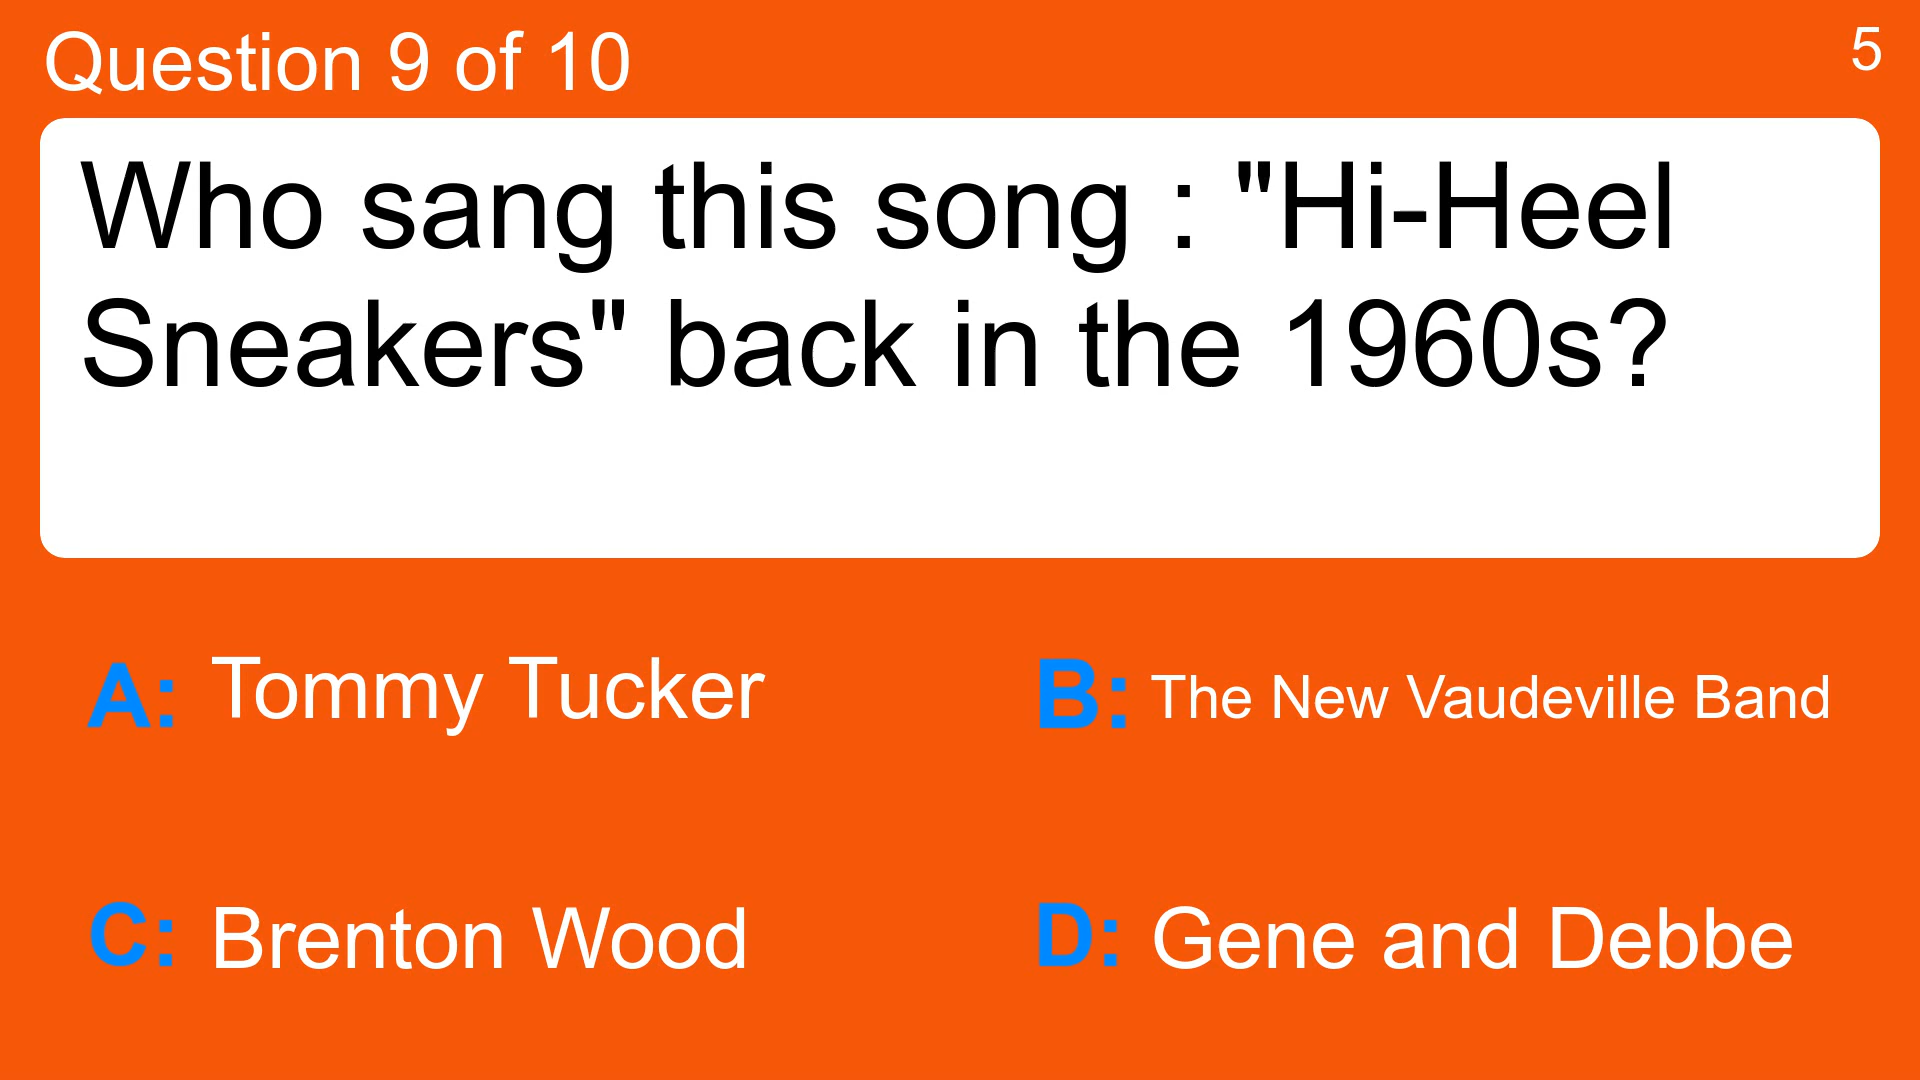 Question 9 of 10
5
Who sang this song : "Hi-Heel
Sneakers" back in the 1960s?
A: Tommy Tucker
B: The New Vaudeville Band
C: Brenton Wood
D: Gene and Debbe